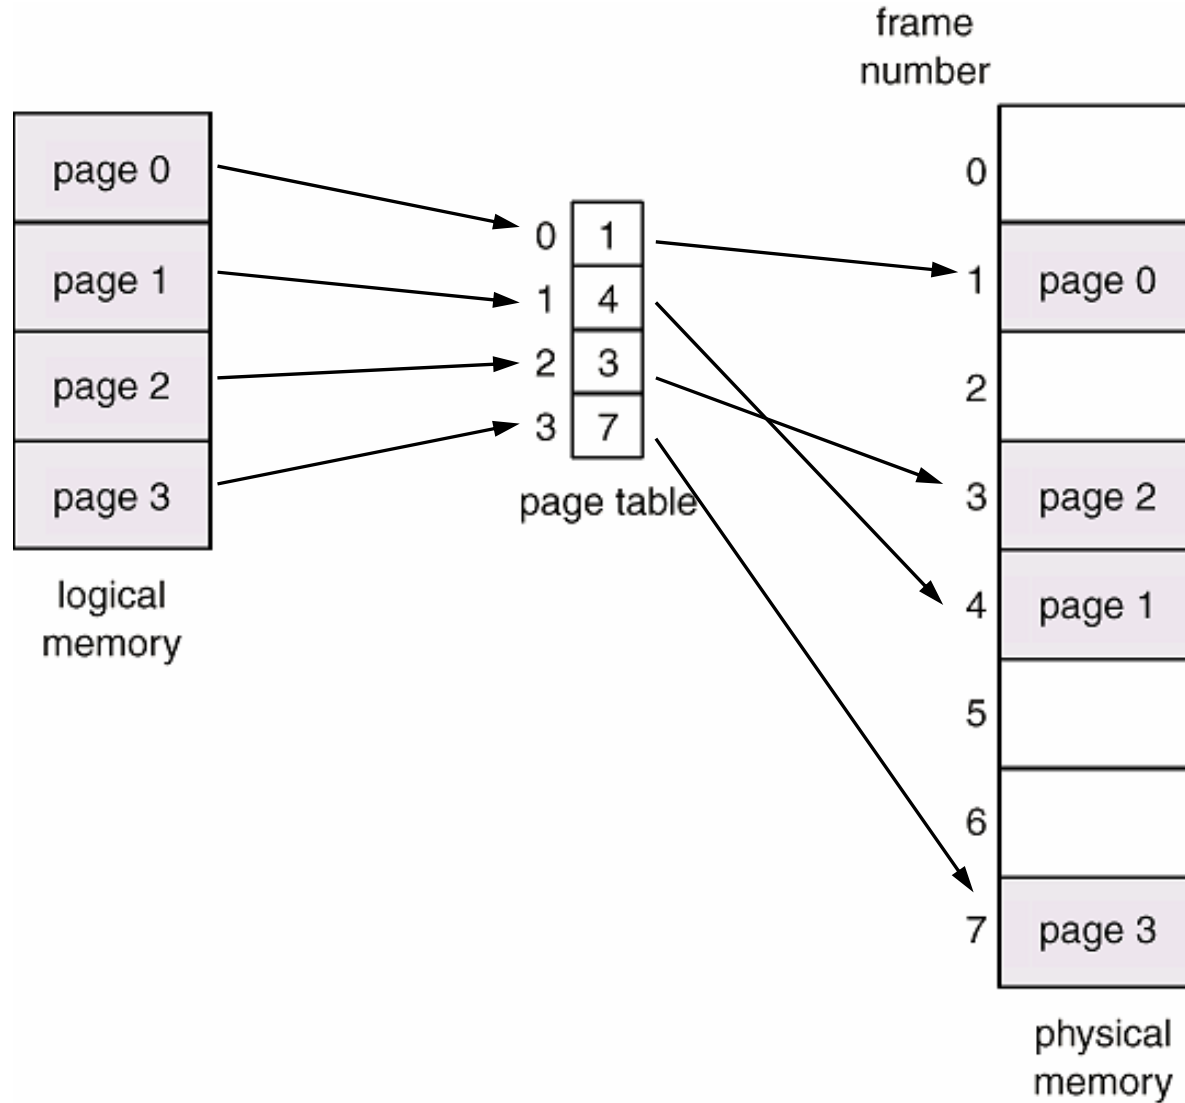 frame
number
page 0
page 1
page 2
page 3
logical
memory
0 1
1 4
2 3
3 7
page table
0
1 page 0
2
3 page 2
4 page 1
5
6
7 page 3
physical
memory